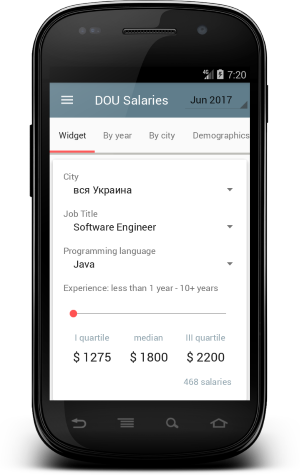 4G 7:20
DOU Salaries Jun 2017
Widget By year By city Demographics
City
вся Украина
Job Title
Software Engineer
Programming language
Java
Experience: less than 1 year - 10+ years
I quartile median III quartile
$ 1275 $ 1800 $ 2200
468 salaries